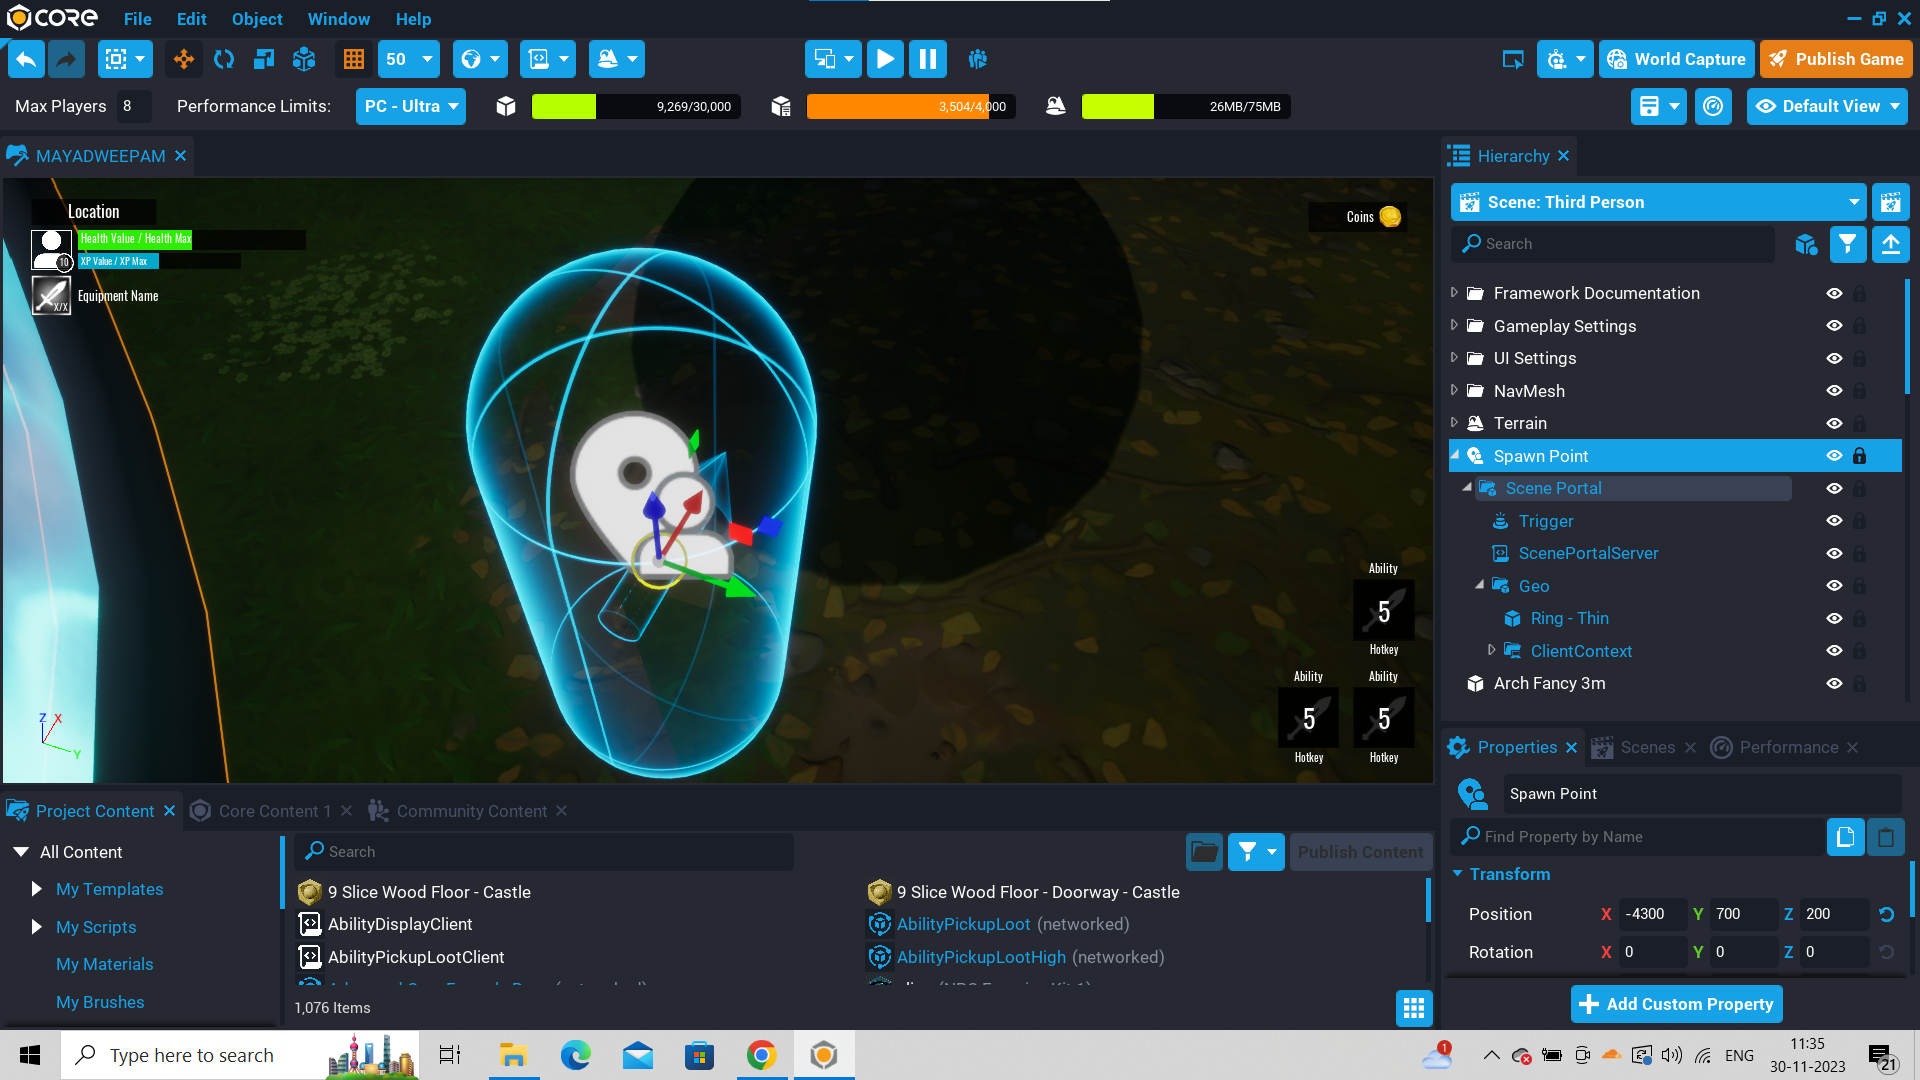 CORE File Edit Object Window Help
50 World Capture Publish Game
Max Players 8 Performance Limits: PC - Ultra 9,269/30,000 3,504/4,000 26MB/75MB Default View
MAYADWEEPAM
Location
Health Value / Health Max
XP Value / XP Max
10
Equipment Name
X/X
Coins
Ability
5
Hotkey
Ability Ability
5 5
Hotkey Hotkey
Z X
Y
Hierarchy
Scene: Third Person
Search
Framework Documentation
Gameplay Settings
UI Settings
NavMesh
Terrain
Spawn Point
Scene Portal
Trigger
ScenePortalServer
Geo
Ring - Thin
ClientContext
Arch Fancy 3m
Properties Scenes Performance
Spawn Point
Find Property by Name
Transform
Position X -4300 Y 700 Z 200
Rotation X 0 Y 0 Z 0
Add Custom Property
Project Content Core Content 1 Community Content
All Content
My Templates
My Scripts
My Materials
My Brushes
Search Publish Content
9 Slice Wood Floor - Castle 9 Slice Wood Floor - Doorway - Castle
AbilityDisplayClient AbilityPickupLoot (networked)
AbilityPickupLootClient AbilityPickupLootHigh (networked)
1,076 Items
Type here to search
1
ENG
11:35
30-11-2023
21